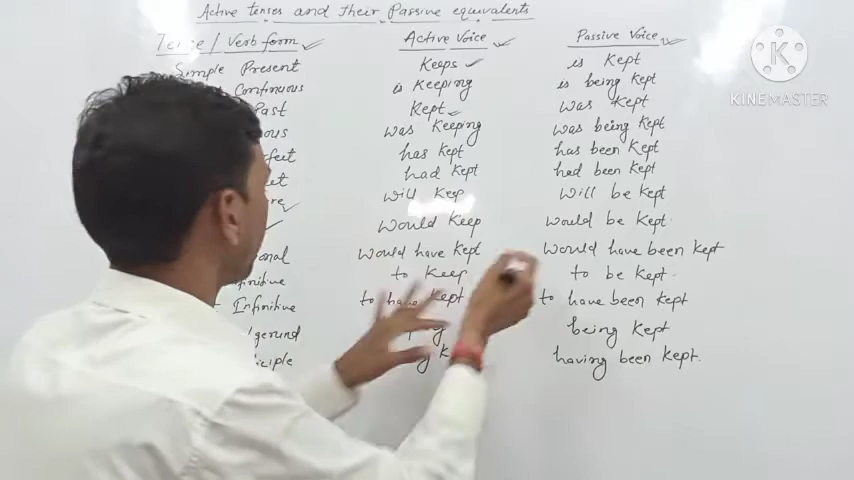 Active tenses and their Passive equivalents
Tense / Verb form Active Voice Passive Voice
Simple Present Keeps is Kept
Continuous is Keeping is being Kept
Past Kept was Kept
was Keeping was being Kept
has Kept has been Kept
had Kept had been Kept
will Keep will be Kept
would Keep would be Kept
would have Kept would have been Kept
to Keep to be Kept
Infinitive to have Kept to have been Kept
gerund being Kept
having been Kept.
K
KINEMASTER